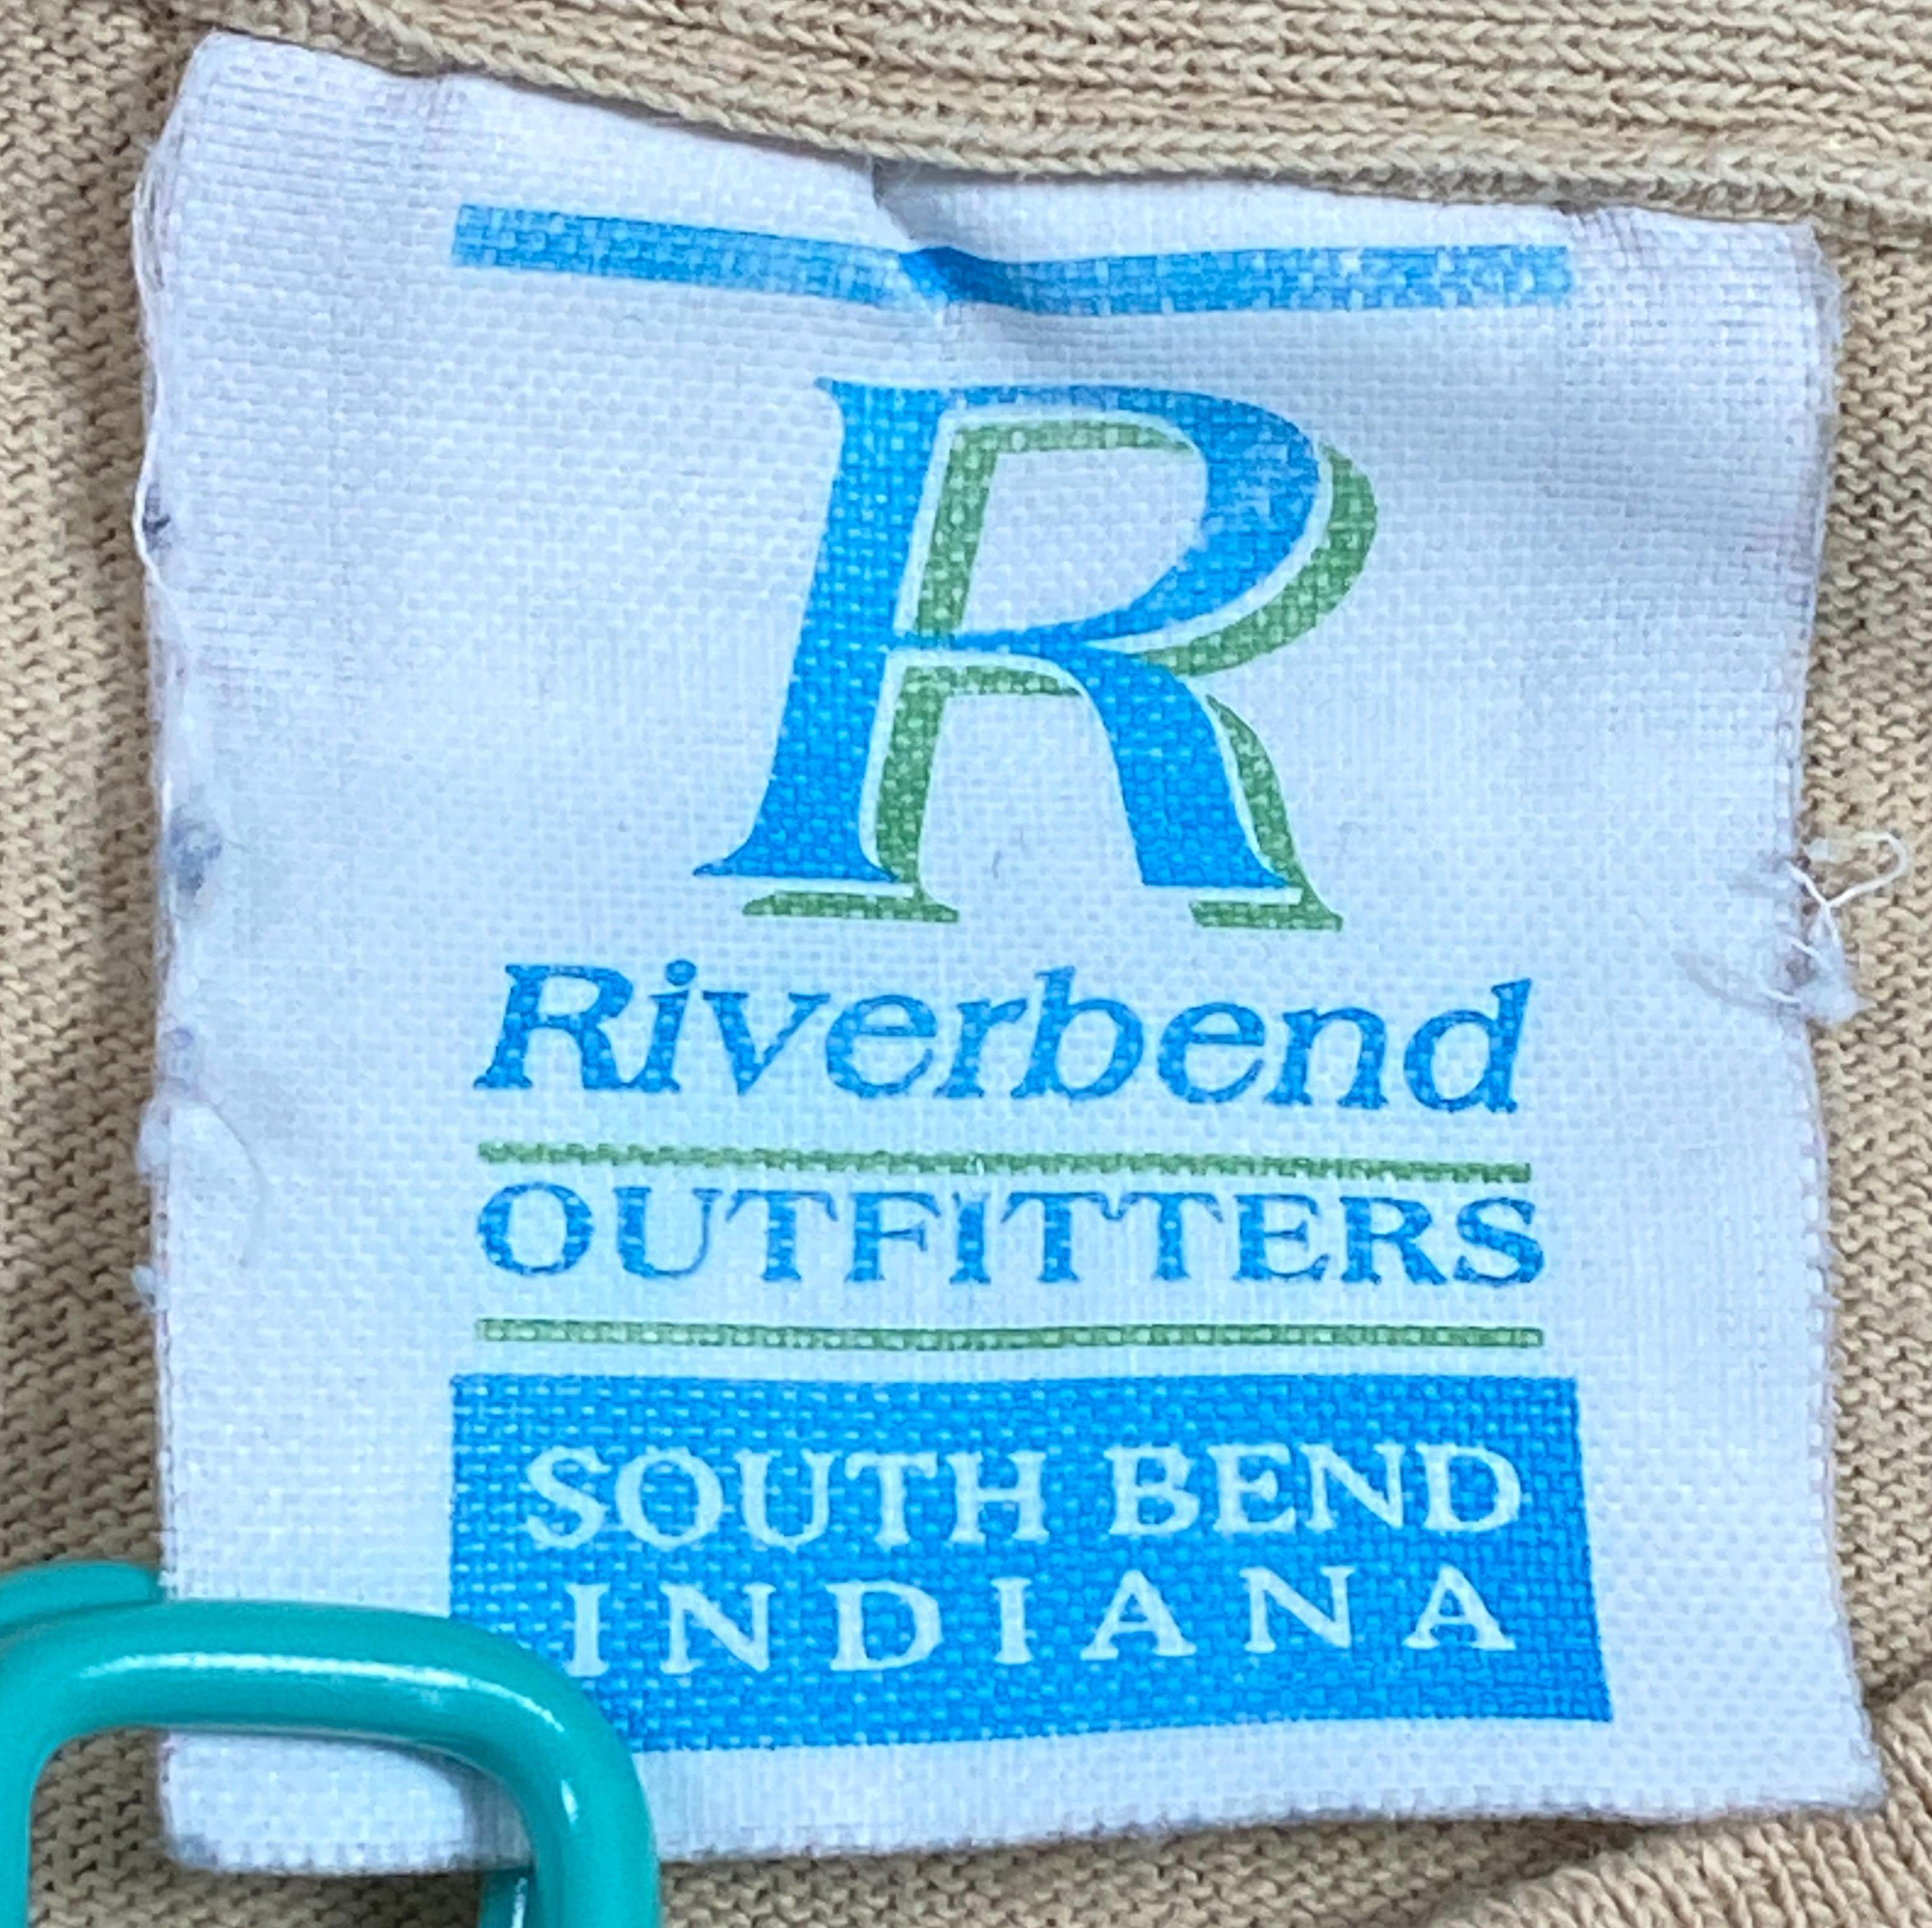 R
Riverbend
OUTFITTERS
SOUTH BEND
INDIANA